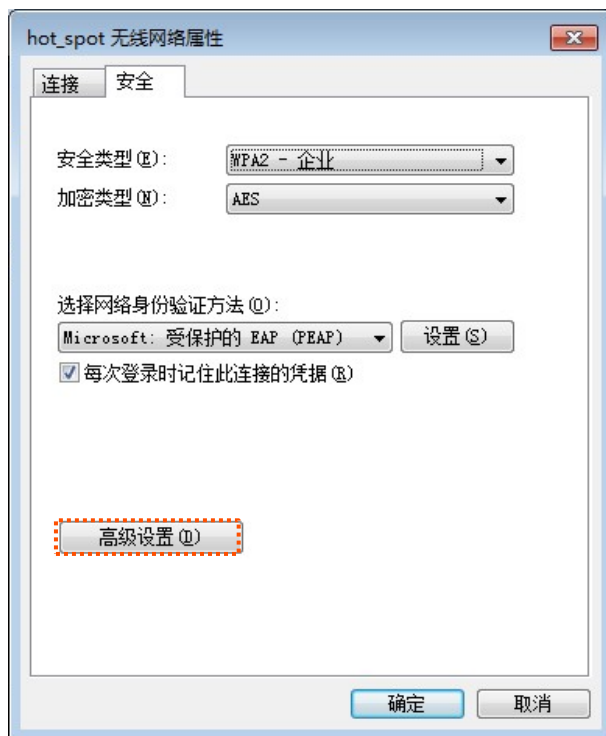 hot_spot 无线网络属性
连接 安全
安全类型(E): WPA2 - 企业
加密类型(N): AES
选择网络身份验证方法(O):
Microsoft: 受保护的 EAP (PEAP) 设置(S)
每次登录时记住此连接的凭据(R)
高级设置(D)
确定 取消